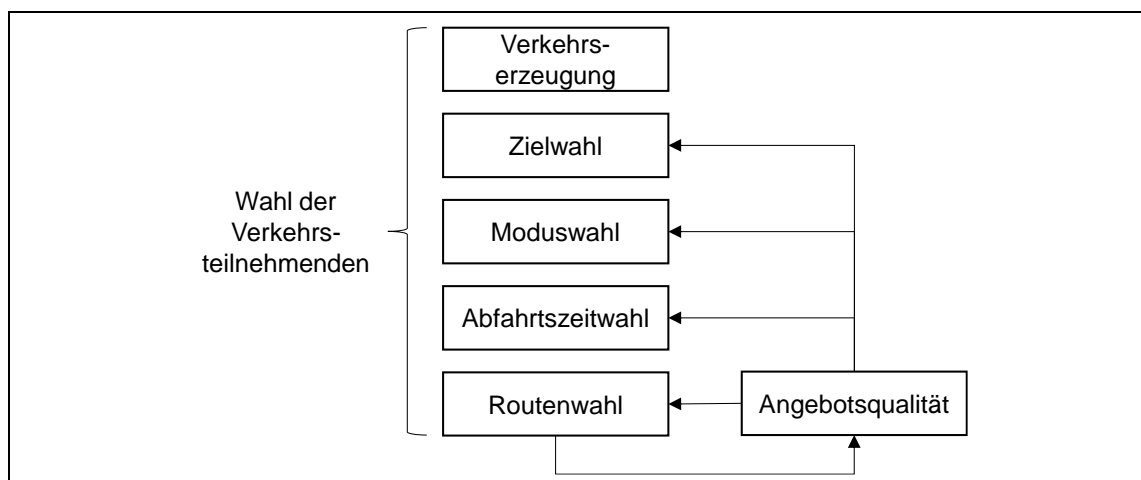 Verkehrs-
erzeugung
Zielwahl
Wahl der
Verkehrs-
teilnehmenden
Moduswahl
Abfahrtszeitwahl
Routenwahl
Angebotsqualität